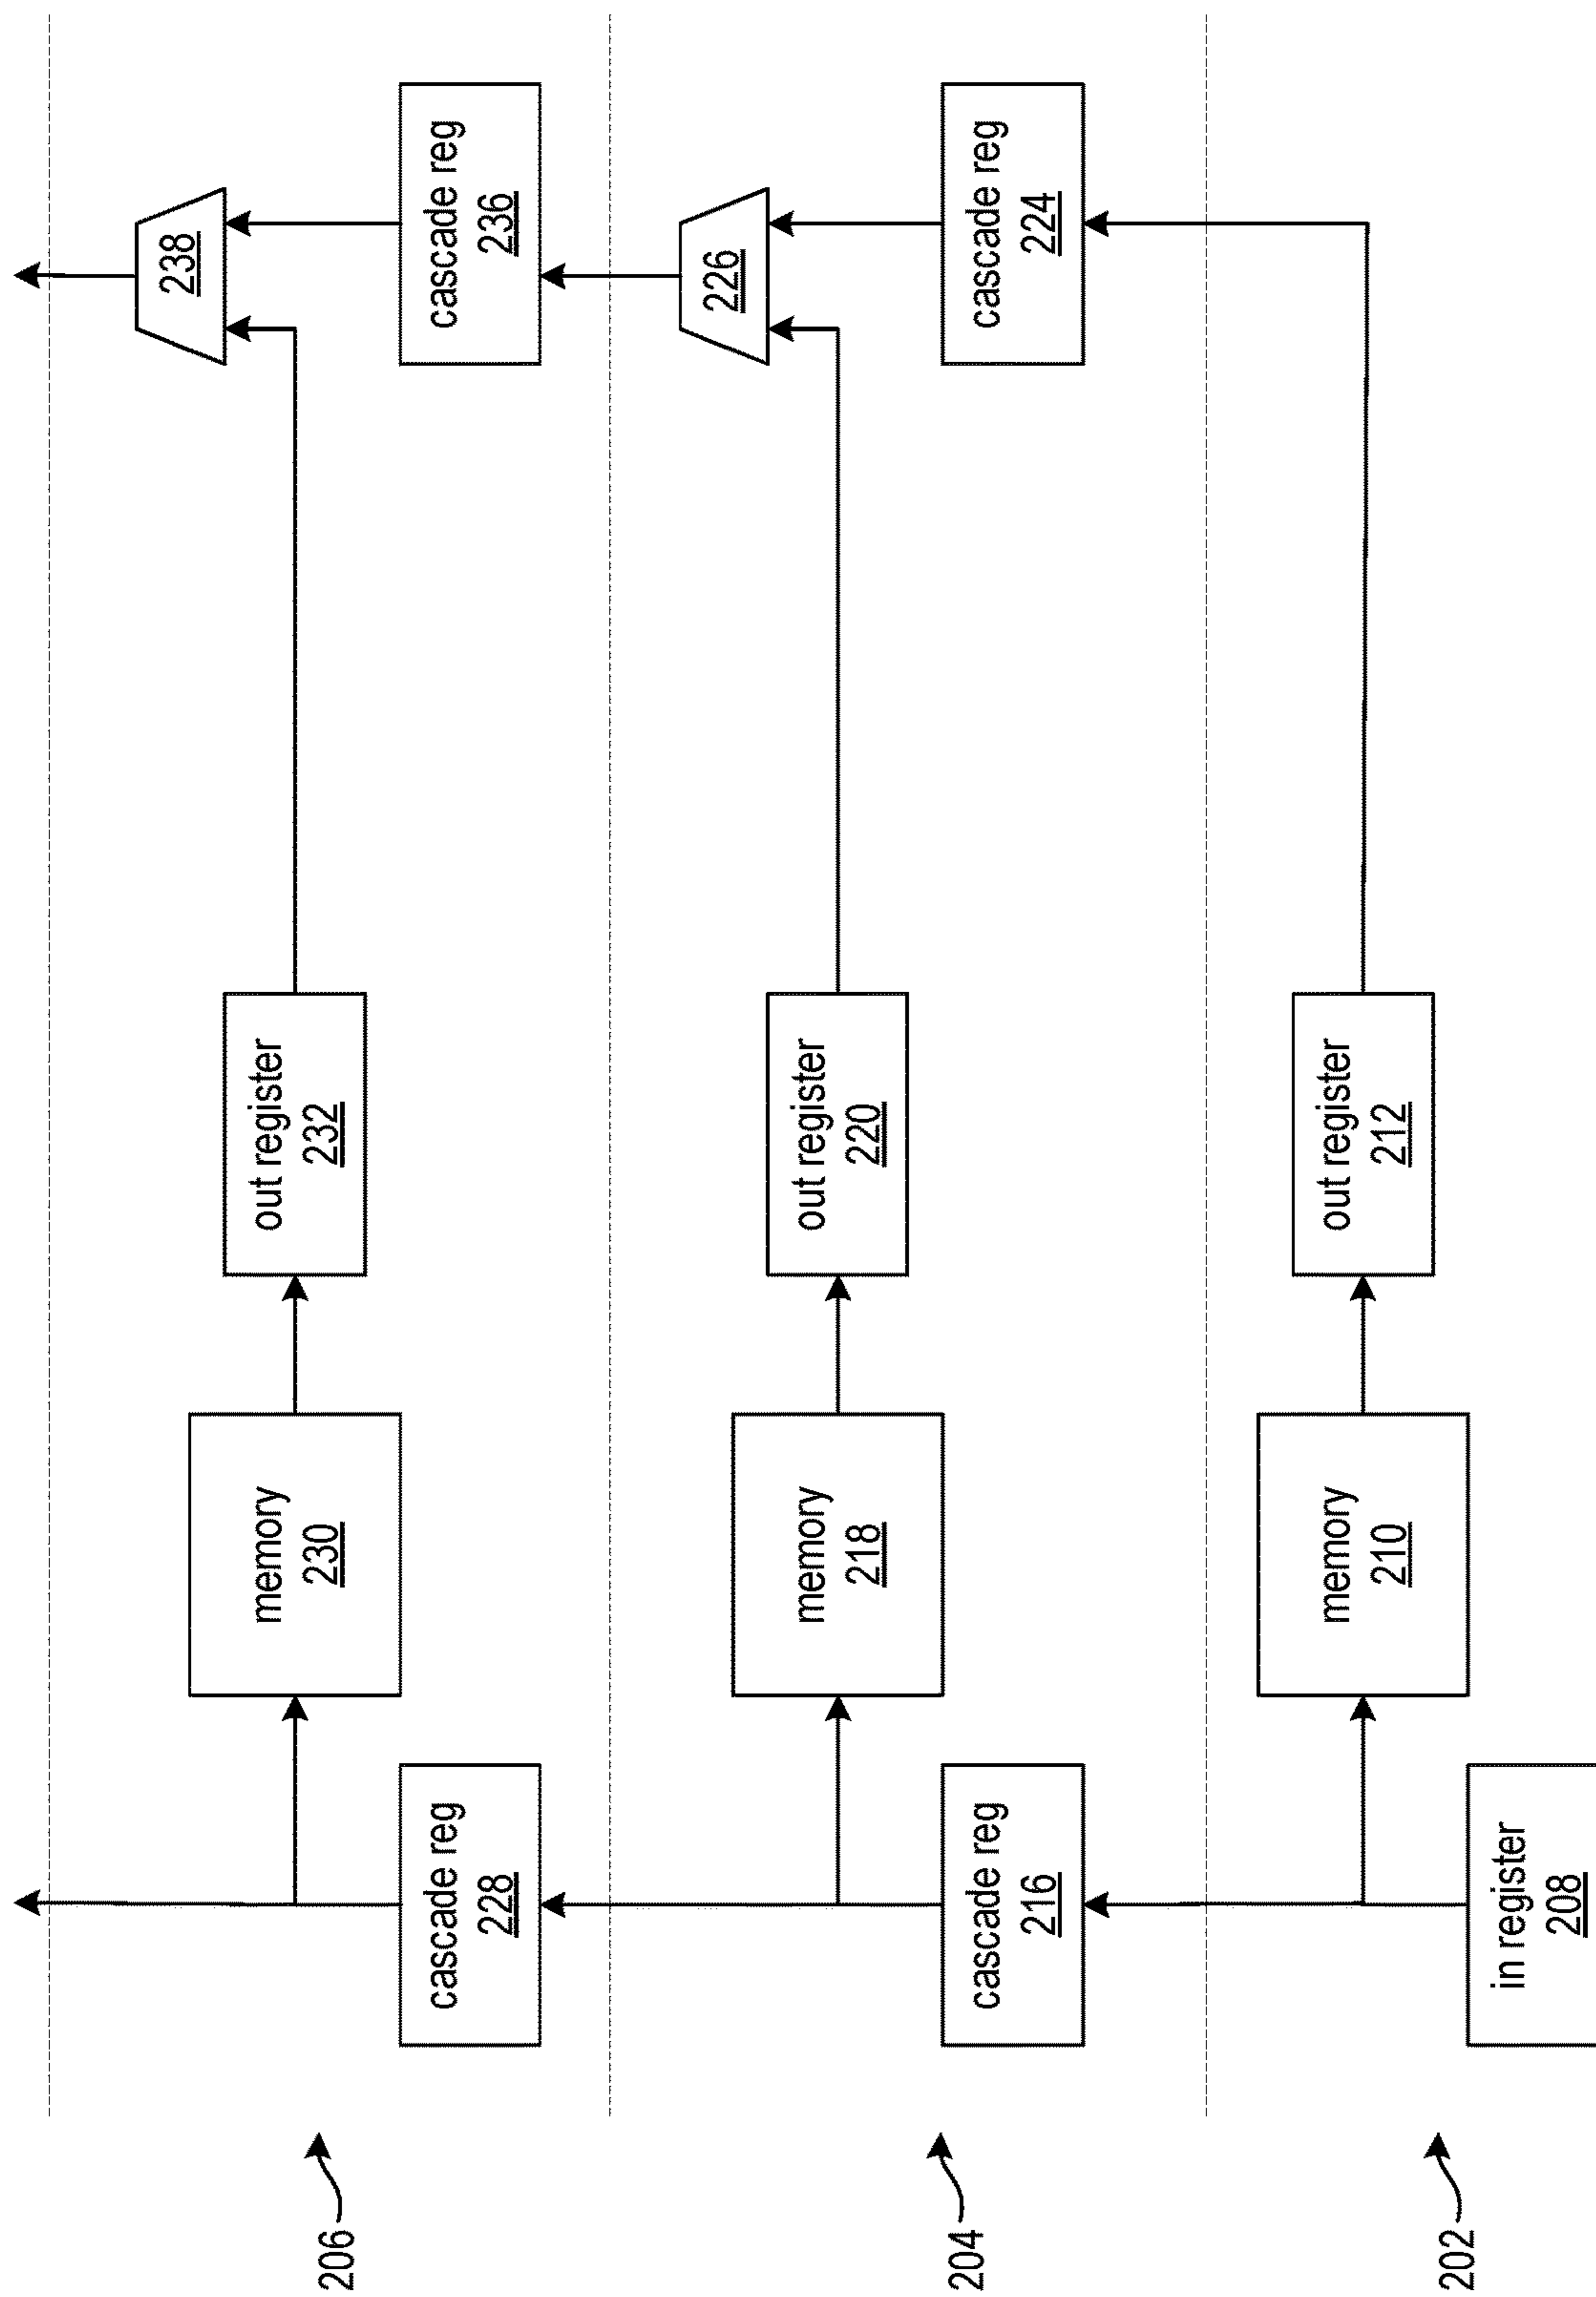 206
cascade reg
228
memory
230
out register
232
cascade reg
236
238
204
cascade reg
216
memory
218
out register
220
cascade reg
224
226
202
in register
208
memory
210
out register
212